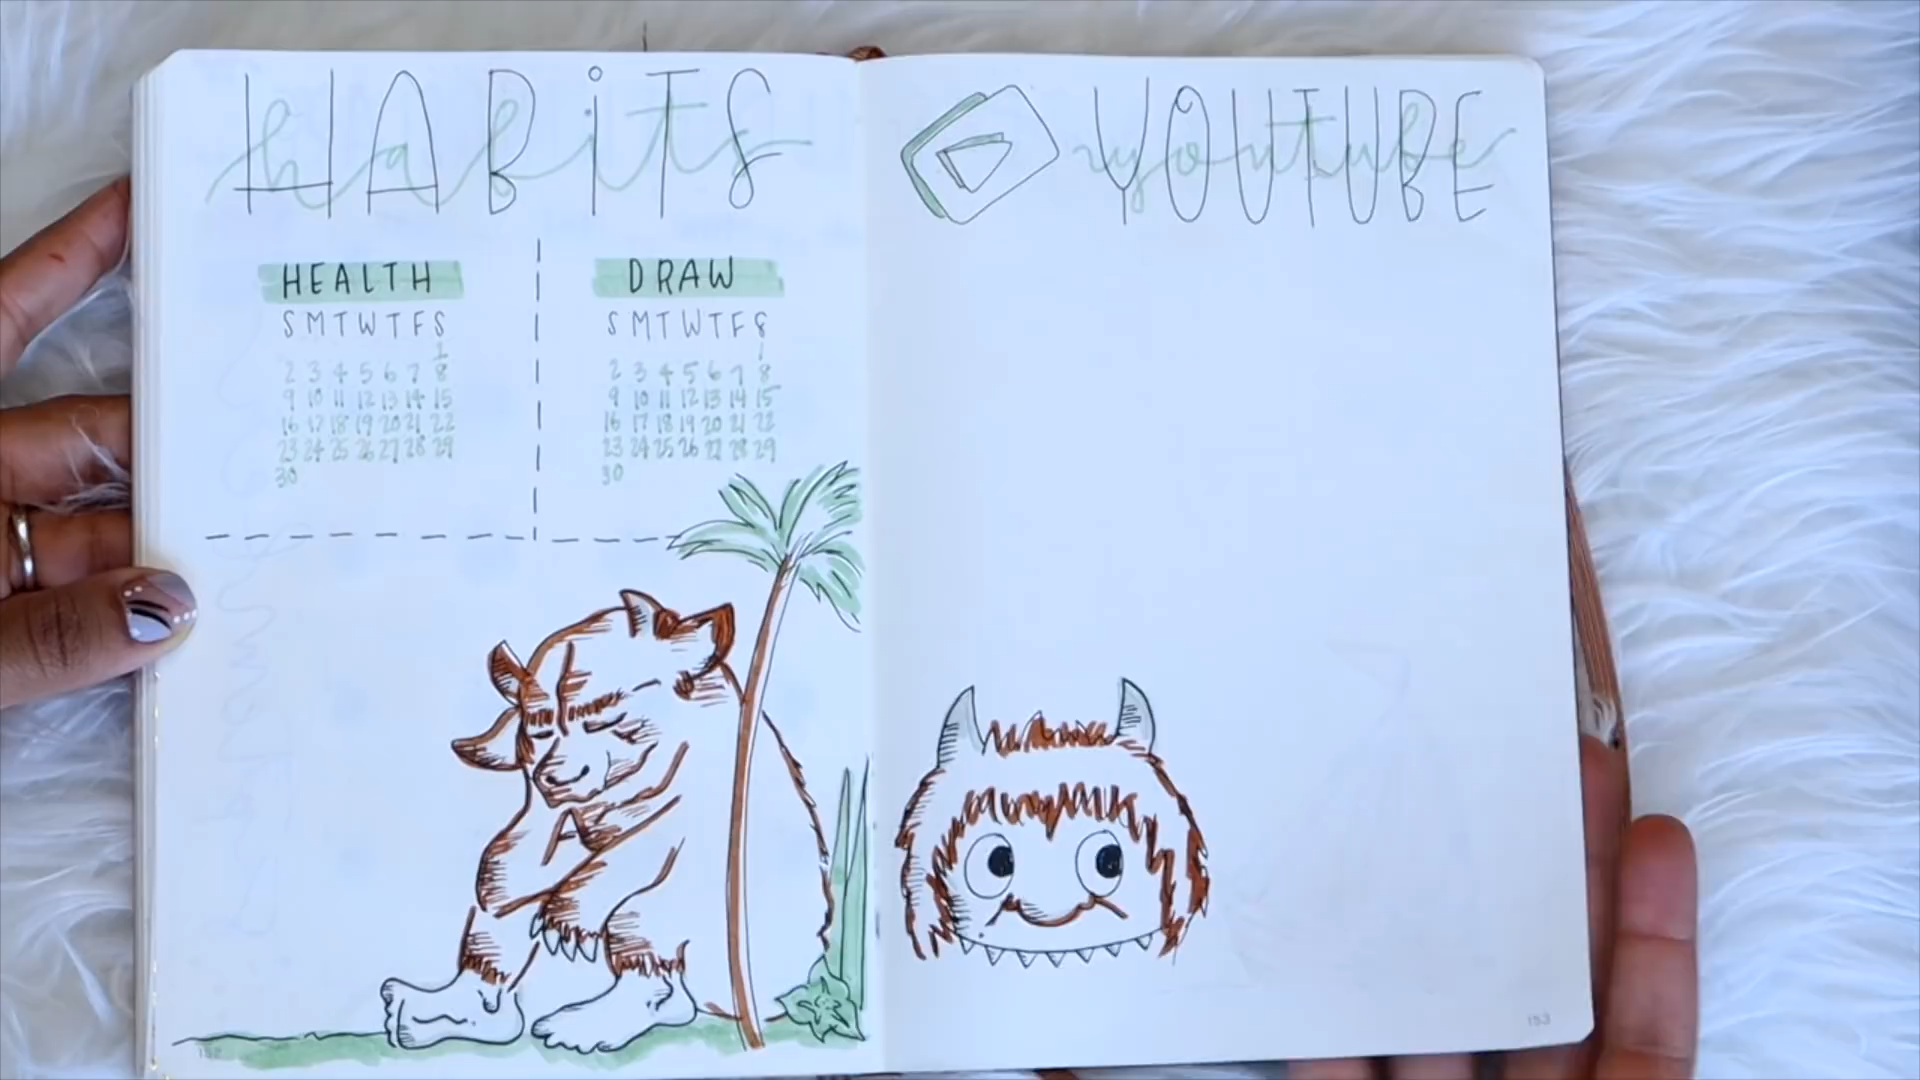 HABITS
habits
HEALTH
S M T W T F S
1
2 3 4 5 6 7 8
9 10 11 12 13 14 15
16 17 18 19 20 21 22
23 24 25 26 27 28 29
30
DRAW
S M T W T F S
1
2 3 4 5 6 7 8
9 10 11 12 13 14 15
16 17 18 19 20 21 22
23 24 25 26 27 28 29
30
152
YOUTUBE
youtube
153